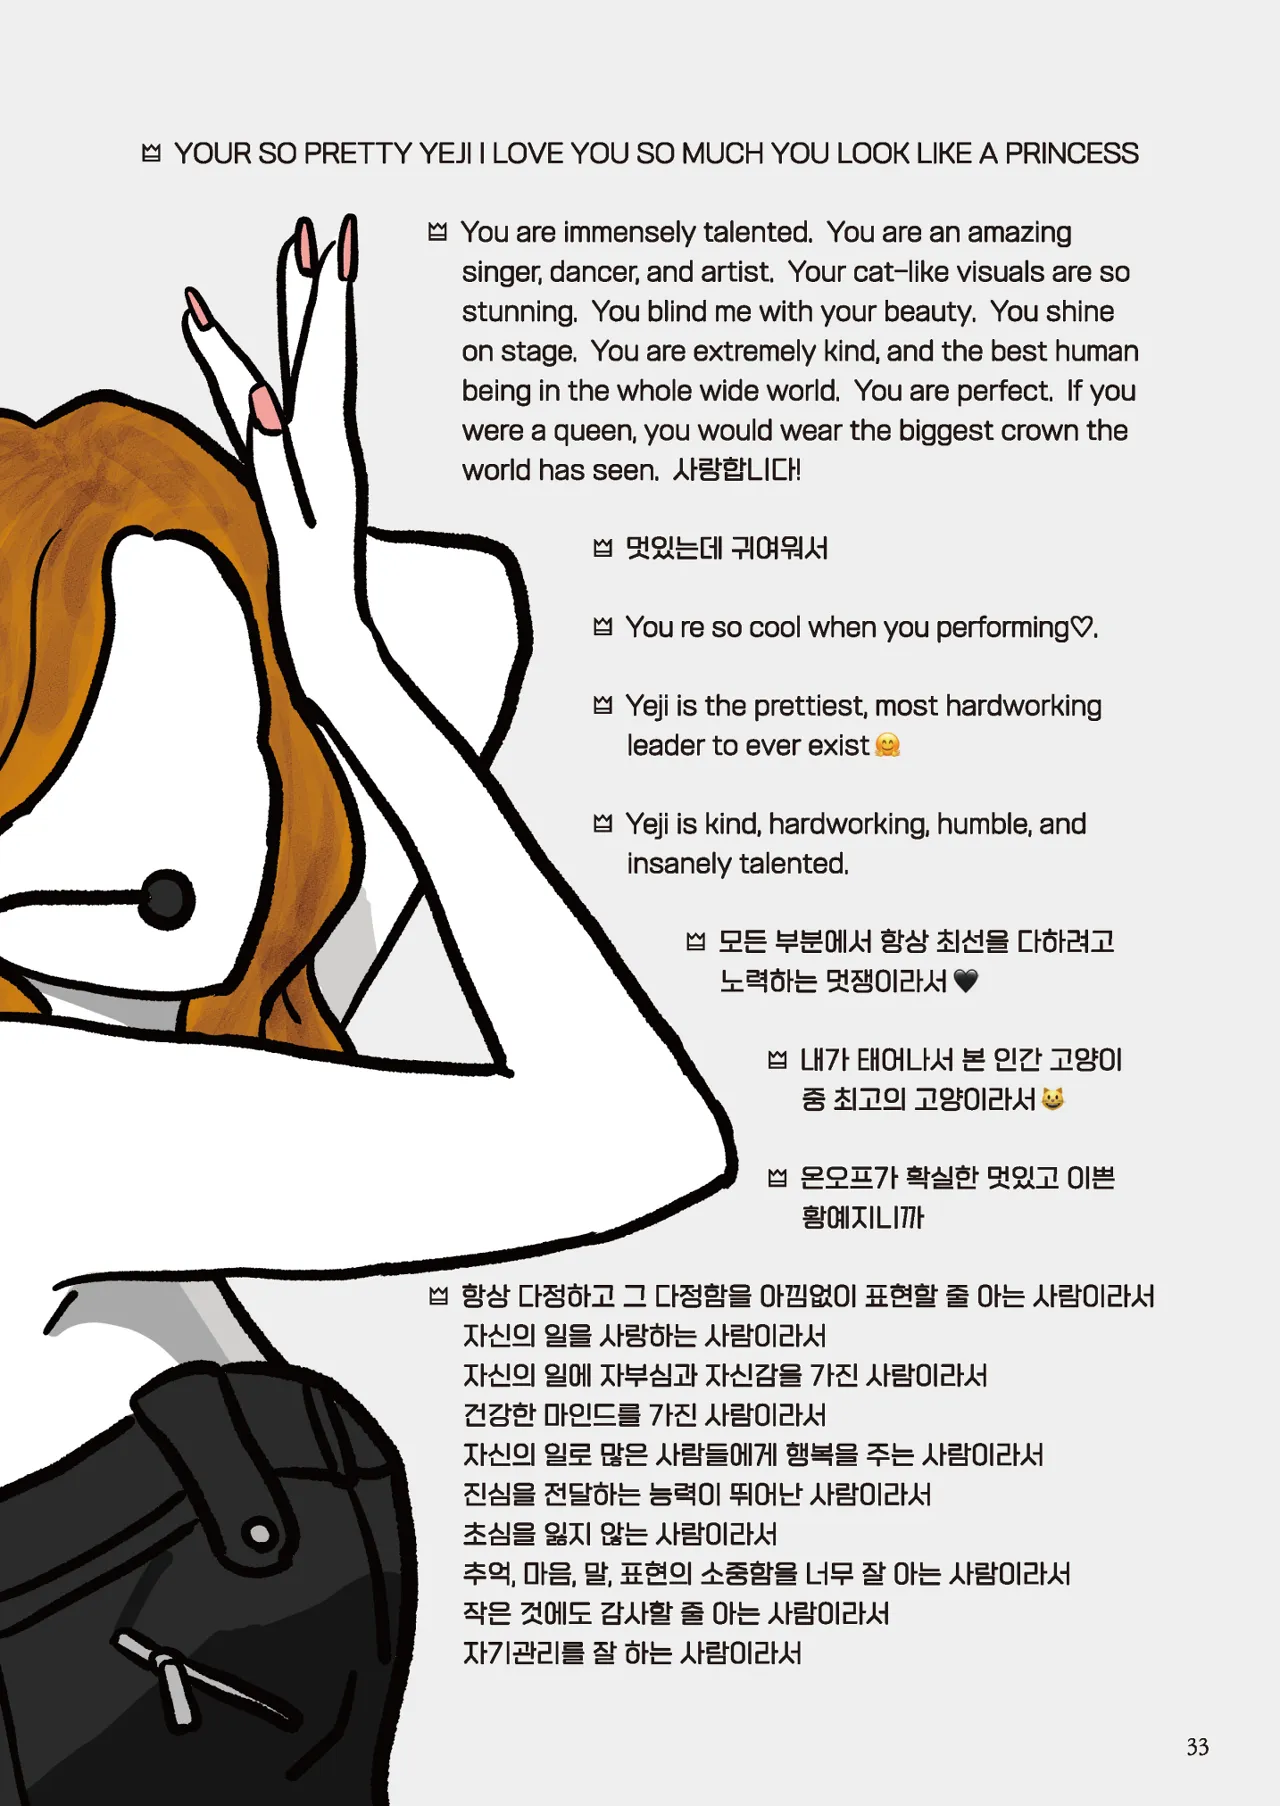 YOUR SO PRETTY YEJI I LOVE YOU SO MUCH YOU LOOK LIKE A PRINCESS
You are immensely talented. You are an amazing
singer, dancer, and artist. Your cat-like visuals are so
stunning. You blind me with your beauty. You shine
on stage. You are extremely kind, and the best human
being in the whole wide world. You are perfect. If you
were a queen, you would wear the biggest crown the
world has seen. 사랑합니다!
멋있는데 귀여워서
You re so cool when you performing♡.
Yeji is the prettiest, most hardworking
leader to ever exist🤗
Yeji is kind, hardworking, humble, and
insanely talented.
모든 부분에서 항상 최선을 다하려고
노력하는 멋쟁이라서🖤
내가 태어나서 본 인간 고양이
중 최고의 고양이라서😺
온오프가 확실한 멋있고 이쁜
황예지니까
항상 다정하고 그 다정함을 아낌없이 표현할 줄 아는 사람이라서
자신의 일을 사랑하는 사람이라서
자신의 일에 자부심과 자신감을 가진 사람이라서
건강한 마인드를 가진 사람이라서
자신의 일로 많은 사람들에게 행복을 주는 사람이라서
진심을 전달하는 능력이 뛰어난 사람이라서
초심을 잃지 않는 사람이라서
추억, 마음, 말, 표현의 소중함을 너무 잘 아는 사람이라서
작은 것에도 감사할 줄 아는 사람이라서
자기관리를 잘 하는 사람이라서
33